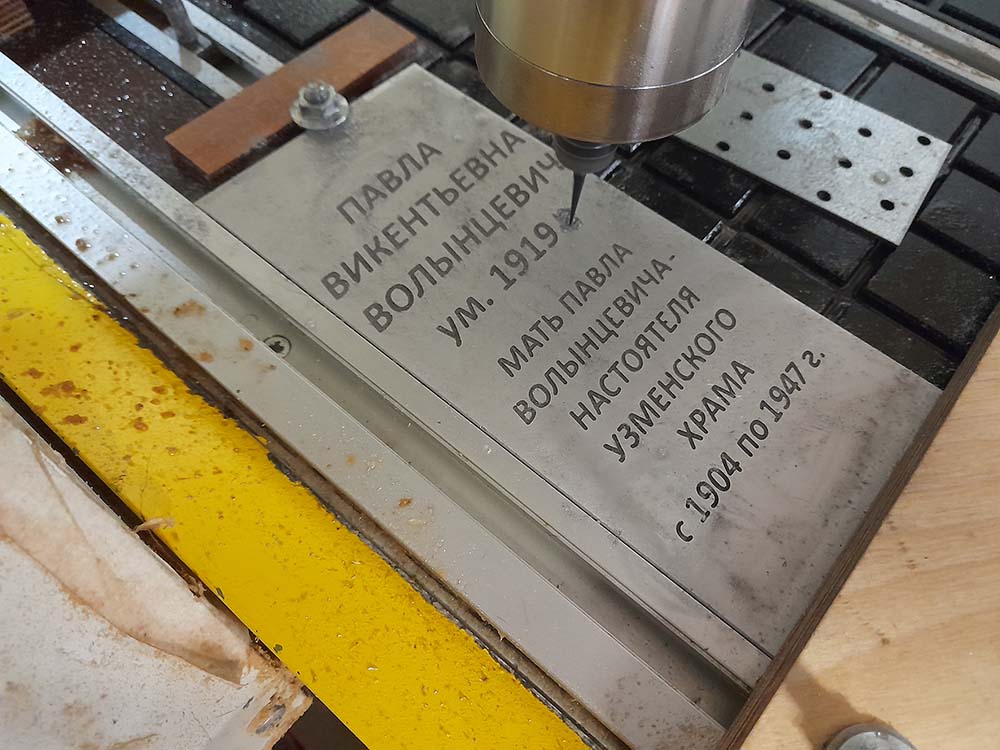 ПАВЛА
ВИКЕНТЬЕВНА
ВОЛЫНЦЕВИЧ
ум. 1919
МАТЬ ПАВЛА
ВОЛЫНЦЕВИЧА-
НАСТОЯТЕЛЯ
УЗМЕНСКОГО
ХРАМА
с 1904 по 1947 г.